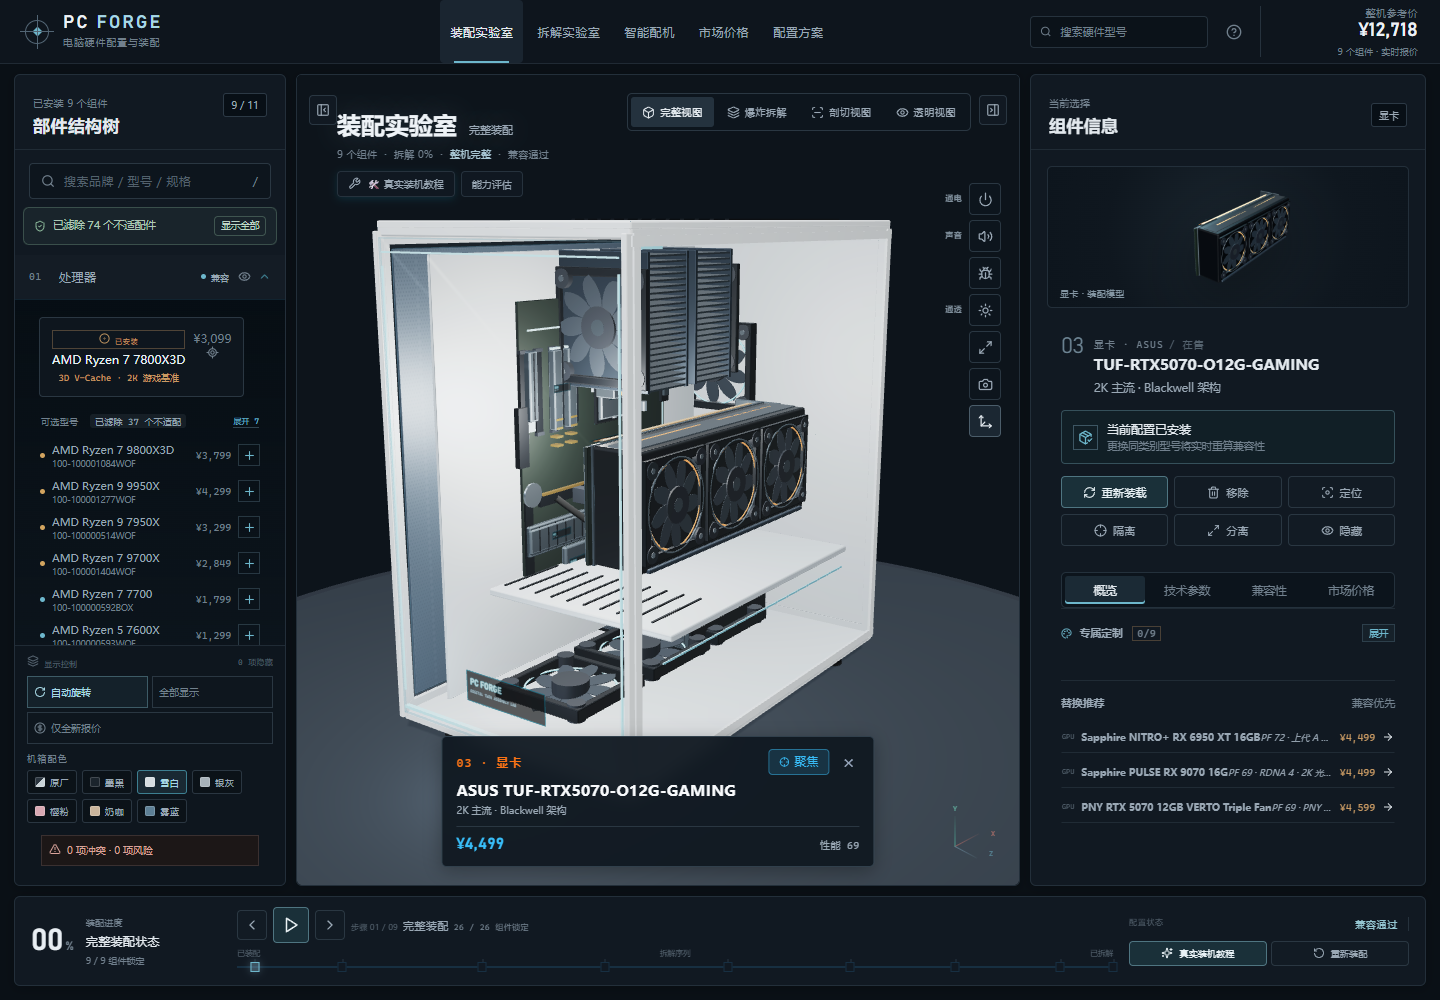 PC FORGE
电脑硬件配置与装配
装配实验室
拆解实验室
智能配机
市场价格
配置方案
搜索硬件型号
整机参考价
¥12,718
9 个组件 · 实时报价
已安装 9 个组件
部件结构树
9 / 11
搜索品牌 / 型号 / 规格
/
已滤除 74 个不适配件
显示全部
01
处理器
兼容
已安装
¥3,099
AMD Ryzen 7 7800X3D
3D V-Cache · 2K 游戏基准
可选型号
已滤除 37 个不适配
展开 7
AMD Ryzen 7 9800X3D
100-100001084WOF
¥3,799
AMD Ryzen 9 9950X
100-100001277WOF
¥4,299
AMD Ryzen 9 7950X
100-100000514WOF
¥3,299
AMD Ryzen 7 9700X
100-100001404WOF
¥2,849
AMD Ryzen 7 7700
100-100000592BOX
¥1,799
AMD Ryzen 5 7600X
100-100000593WOF
¥1,299
显示控制
0 项隐藏
自动旋转
全部显示
仅全新报价
机箱配色
原厂
墨黑
雪白
银灰
樱粉
奶咖
雾蓝
0 项冲突 · 0 项风险
装配实验室
完整装配
9 个组件 · 拆解 0% · 整机完整 · 兼容通过
🛠 真实装机教程
能力评估
完整视图
爆炸拆解
剖切视图
透明视图
通电
声音
通透
PC FORGE
03 · 显卡
聚焦
ASUS TUF-RTX5070-O12G-GAMING
2K 主流 · Blackwell 架构
¥4,499
性能 69
Y
X
Z
当前选择
组件信息
显卡
显卡 · 装配模型
03
显卡 · ASUS / 在售
TUF-RTX5070-O12G-GAMING
2K 主流 · Blackwell 架构
当前配置已安装
更换同类别型号将实时重算兼容性
重新装载
移除
定位
隔离
分离
隐藏
概览
技术参数
兼容性
市场价格
专属定制
0/9
展开
替换推荐
兼容优先
GPU
Sapphire NITRO+ RX 6950 XT 16GB
PF 72 · 上代 A ...
¥4,499
GPU
Sapphire PULSE RX 9070 16G
PF 69 · RDNA 4 · 2K 光...
¥4,499
GPU
PNY RTX 5070 12GB VERTO Triple Fan
PF 69 · PNY ...
¥4,599
00 %
装配进度
完整装配状态
9 / 9 组件锁定
步骤 01 / 09
完整装配
26 / 26 组件锁定
已装配
拆解序列
已拆解
配置状态
兼容通过
真实装机教程
重新装配